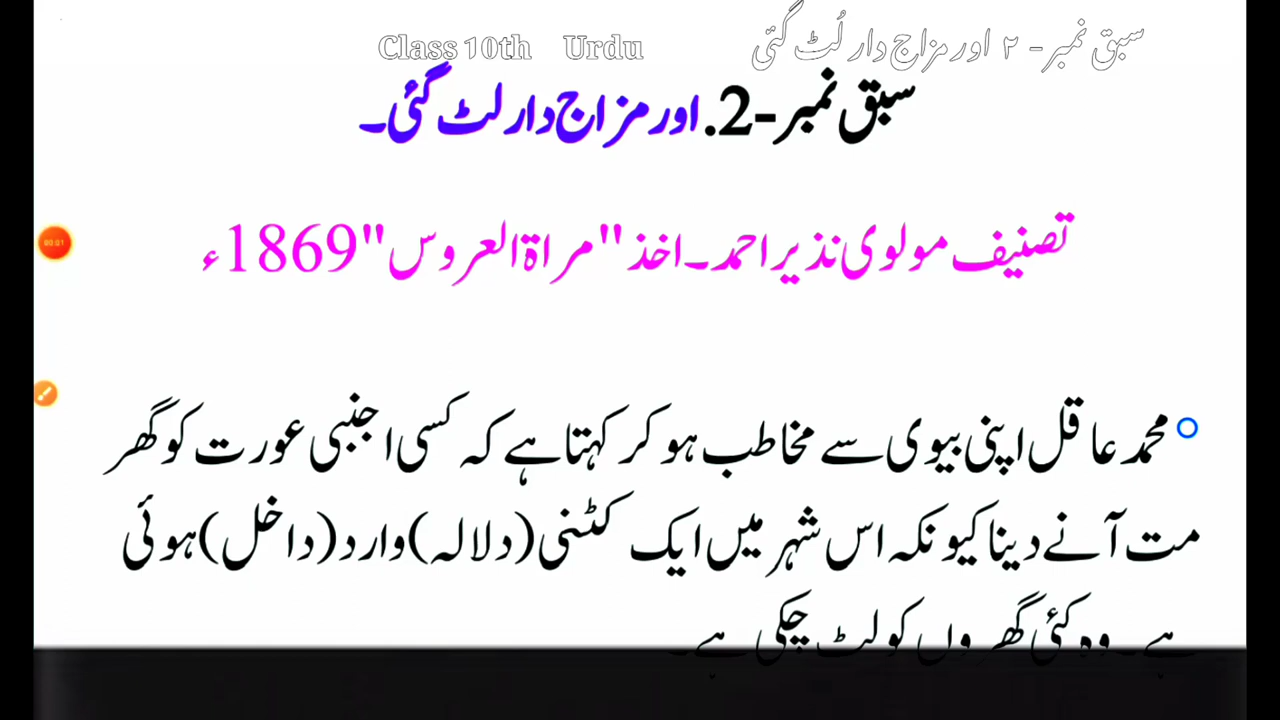 Class 10th Urdu سبق نمبر - ۲ اور مزاج دار لُٹ گئی
سبق نمبر-2. اور مزاج دار لٹ گئی۔
تصنیف مولوی نذیر احمد۔ اخذ "مراۃ العروس" 1869ء
00:01
محمد عاقل اپنی بیوی سے مخاطب ہو کر کہتا ہے کہ کسی اجنبی عورت کو گھر
مت آنے دینا کیونکہ اس شہر میں ایک کٹنی (دلالہ) وارد (داخل) ہوئی
ہے۔ وہ کئی گھروں کو لٹ چکی ہے۔